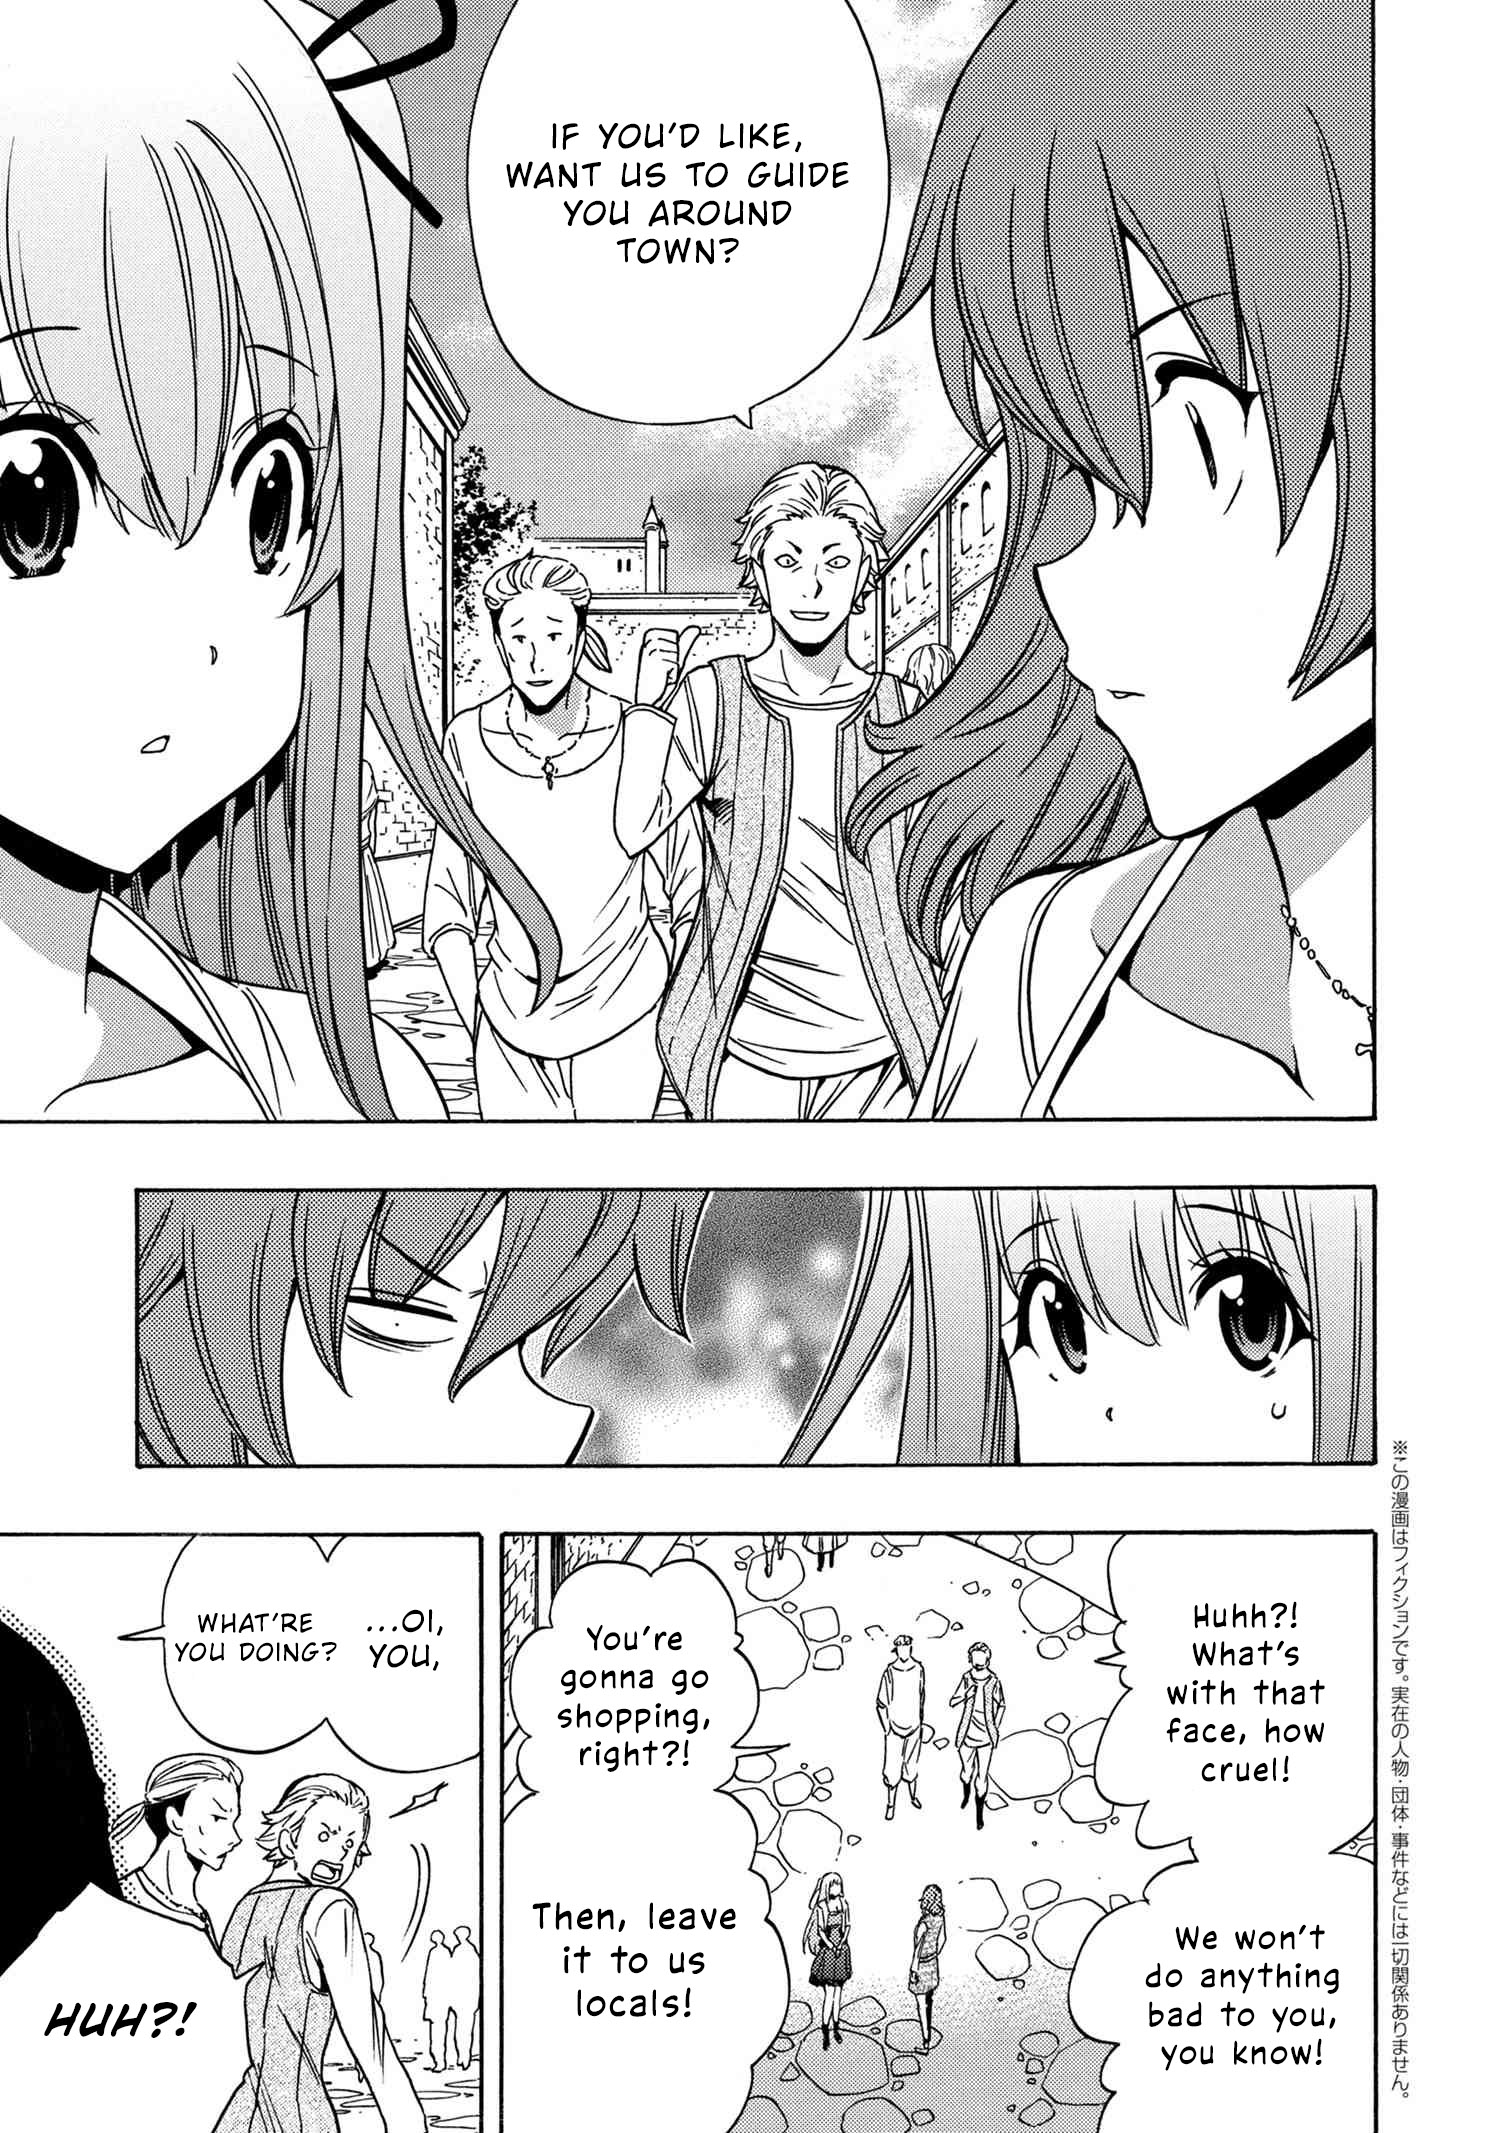 IF YOU'D LIKE,
WANT US TO GUIDE
YOU AROUND
TOWN?
Huhh?!
What's
with that
face, how
cruel!
We won't
do anything
bad to you,
you know!
You're
gonna go
shopping,
right?!
Then, leave
it to us
locals!
...OI,
YOU,
WHAT'RE
YOU DOING?
HUH?!
※この漫画はフィクションです。実在の人物・団体・事件などには一切関係ありません。